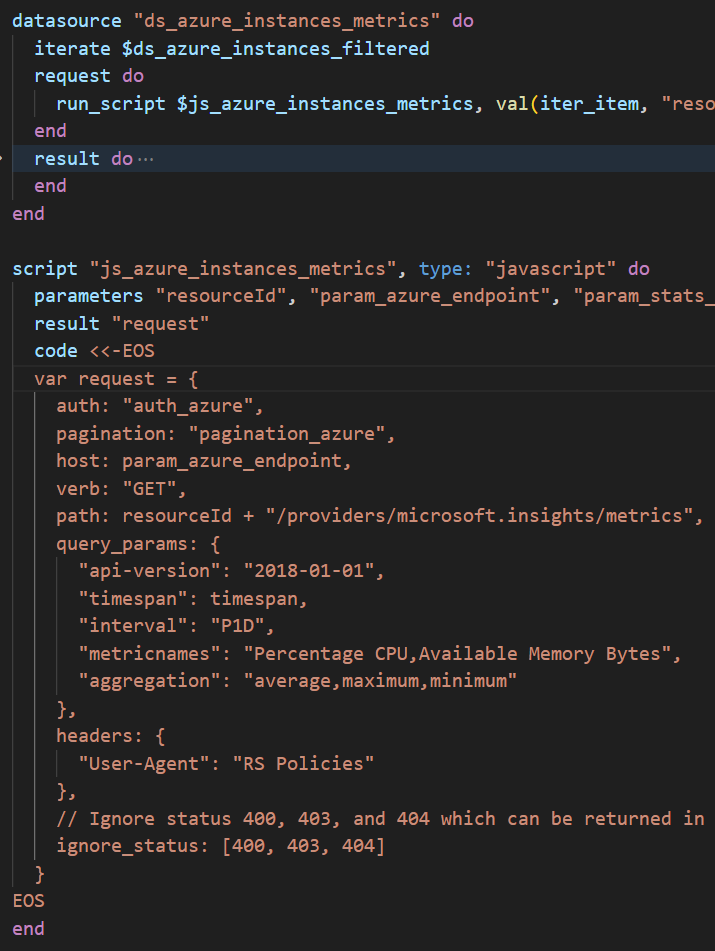 datasource "ds_azure_instances_metrics" do
iterate $ds_azure_instances_filtered
request do
run_script $js_azure_instances_metrics, val(iter_item, "reso
end
result do ···
end
end
script "js_azure_instances_metrics", type: "javascript" do
parameters "resourceId", "param_azure_endpoint", "param_stats_
result "request"
code <<-EOS
var request = {
auth: "auth_azure",
pagination: "pagination_azure",
host: param_azure_endpoint,
verb: "GET",
path: resourceId + "/providers/microsoft.insights/metrics",
query_params: {
"api-version": "2018-01-01",
"timespan": timespan,
"interval": "P1D",
"metricnames": "Percentage CPU,Available Memory Bytes",
"aggregation": "average,maximum,minimum"
},
headers: {
"User-Agent": "RS Policies"
},
// Ignore status 400, 403, and 404 which can be returned in
ignore_status: [400, 403, 404]
}
EOS
end